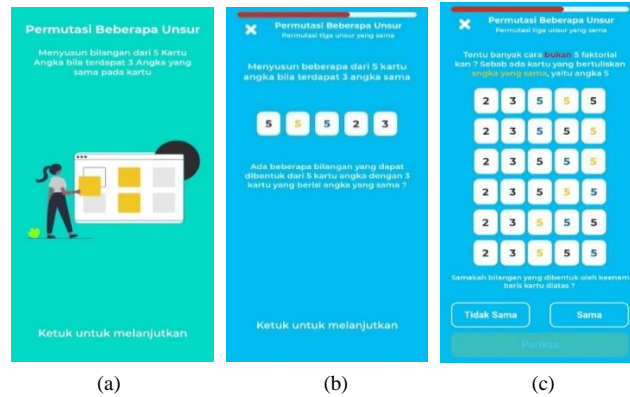 Permutasi Beberapa Unsur
Menyusun bilangan dari 5 Kartu
Angka bila terdapat 3 Angka yang
sama pada kartu
Ketuk untuk melanjutkan
(a)
Permutasi Beberapa Unsur
Permutasi tiga unsur yang sama
Menyusun beberapa dari 5 kartu
angka bila terdapat 3 angka sama
5 5 5 2 3
Ada beberapa bilangan yang dapat
dibentuk dari 5 kartu angka dengan 3
kartu yang berisi angka yang sama ?
Ketuk untuk melanjutkan
(b)
Permutasi Beberapa Unsur
Permutasi tiga unsur yang sama
Tentu banyak cara bukan 5 faktorial
kan ? Sebab ada kartu yang bertuliskan
angka yang sama, yaitu angka 5
2 3 5 5 5
2 3 5 5 5
2 3 5 5 5
2 3 5 5 5
2 3 5 5 5
2 3 5 5 5
Samakah bilangan yang dibentuk oleh keenam
baris kartu diatas ?
Tidak Sama
Sama
Periksa
(c)